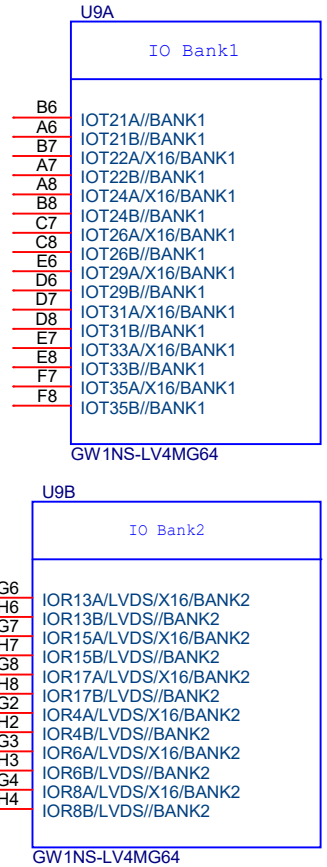 U9A
IO Bank1
B6 IOT21A//BANK1
A6 IOT21B//BANK1
B7 IOT22A/X16/BANK1
A7 IOT22B//BANK1
A8 IOT24A/X16/BANK1
B8 IOT24B//BANK1
C7 IOT26A/X16/BANK1
C8 IOT26B//BANK1
E6 IOT29A/X16/BANK1
D6 IOT29B//BANK1
D7 IOT31A/X16/BANK1
D8 IOT31B//BANK1
E7 IOT33A/X16/BANK1
E8 IOT33B//BANK1
F7 IOT35A/X16/BANK1
F8 IOT35B//BANK1
GW1NS-LV4MG64
U9B
IO Bank2
G6 IOR13A/LVDS/X16/BANK2
H6 IOR13B/LVDS//BANK2
G7 IOR15A/LVDS/X16/BANK2
H7 IOR15B/LVDS//BANK2
G8 IOR17A/LVDS/X16/BANK2
H8 IOR17B/LVDS//BANK2
G2 IOR4A/LVDS/X16/BANK2
H2 IOR4B/LVDS//BANK2
G3 IOR6A/LVDS/X16/BANK2
H3 IOR6B/LVDS//BANK2
G4 IOR8A/LVDS/X16/BANK2
H4 IOR8B/LVDS//BANK2
GW1NS-LV4MG64